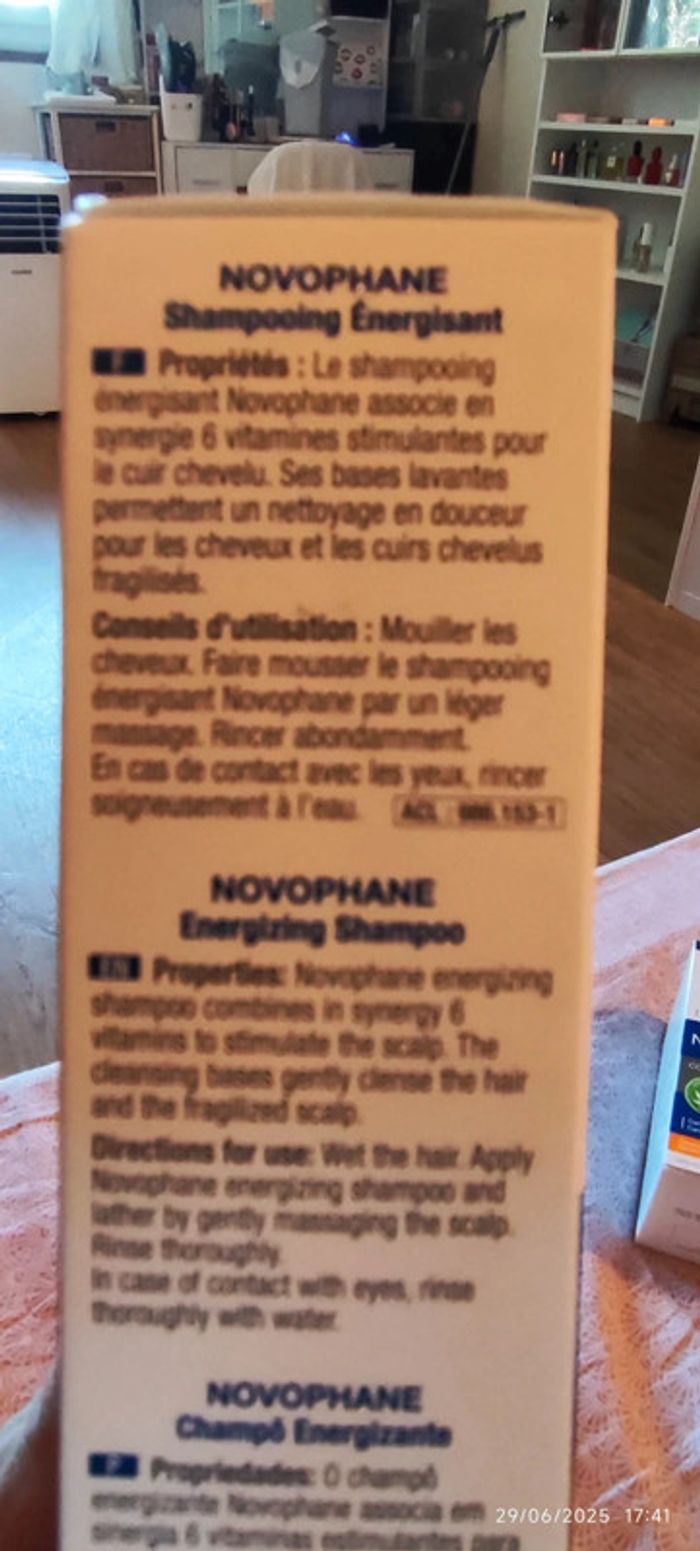 NOVOPHANE
Shampooing Énergisant
F Propriétés : Le shampooing
énergisant Novophane associe en
synergie 6 vitamines stimulantes pour
le cuir chevelu. Ses bases lavantes
permettent un nettoyage en douceur
pour les cheveux et les cuirs chevelus
fragilisés.
Conseils d'utilisation : Mouiller les
cheveux. Faire mousser le shampooing
énergisant Novophane par un léger
massage. Rincer abondamment.
En cas de contact avec les yeux, rincer
soigneusement à l'eau. ACL :
NOVOPHANE
Energizing Shampoo
EN Properties: Novophane energizing
shampoo combines in synergy 6
vitamins to stimulate the scalp. The
cleansing bases gently clense the hair
and the fragilized scalp.
Directions for use: Wet the hair. Apply
Novophane energizing shampoo and
lather by gently massaging the scalp.
Rinse thoroughly.
In case of contact with eyes, rinse
thoroughly with water.
NOVOPHANE
Champô Energizante
P Propriedades: O champô
energizante Novophane associa em
sinergia 6 vitaminas estimulantes para
29/06/2025 17:41